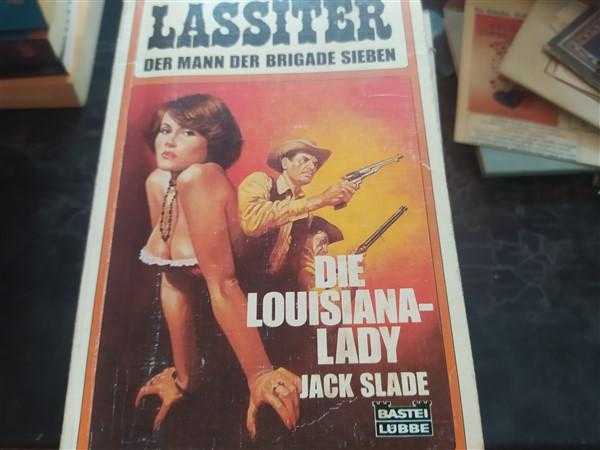 LASSITER
DER MANN DER BRIGADE SIEBEN
DIE
LOUISIANA-
LADY
JACK SLADE
BASTEI
LÜBBE